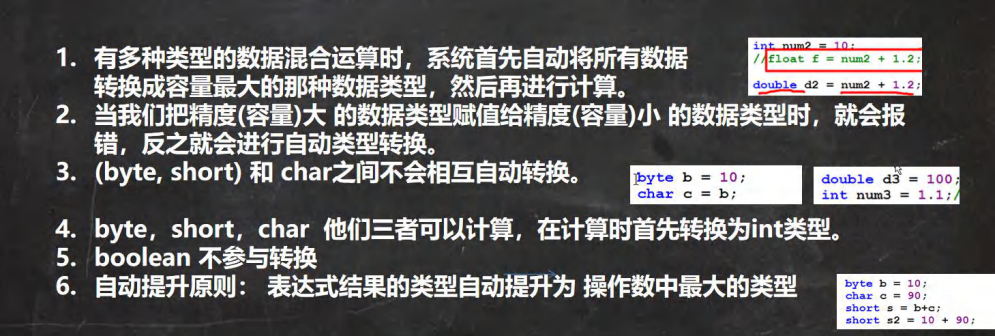 1. 有多种类型的数据混合运算时，系统首先自动将所有数据
转换成容量最大的那种数据类型，然后再进行计算。
int num2 = 10;
//float f = num2 + 1.2;
double d2 = num2 + 1.2;
2. 当我们把精度(容量)大 的数据类型赋值给精度(容量)小 的数据类型时，就会报
错，反之就会进行自动类型转换。
3. (byte, short) 和 char之间不会相互自动转换。
byte b = 10;
char c = b;
double d3 = 100;
int num3 = 1.1;/
4. byte，short，char 他们三者可以计算，在计算时首先转换为int类型。
5. boolean 不参与转换
6. 自动提升原则： 表达式结果的类型自动提升为 操作数中最大的类型
byte b = 10;
char c = 90;
short s = b+c;
short s2 = 10 + 90;